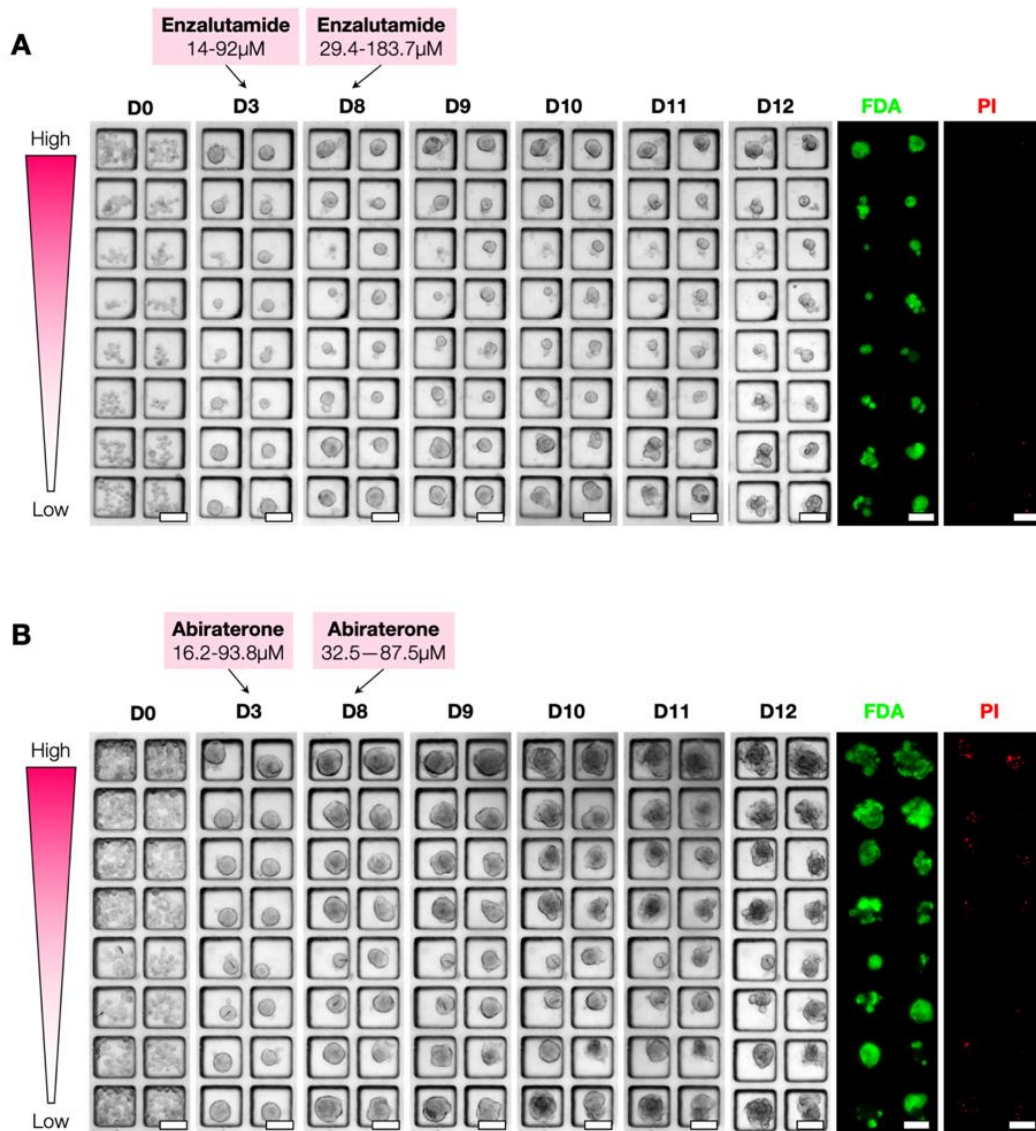 A
Enzalutamide
14-92µM
Enzalutamide
29.4-183.7µM
D0 D3 D8 D9 D10 D11 D12 FDA PI
High
Low
B
Abiraterone
16.2-93.8µM
Abiraterone
32.5—87.5µM
D0 D3 D8 D9 D10 D11 D12 FDA PI
High
Low